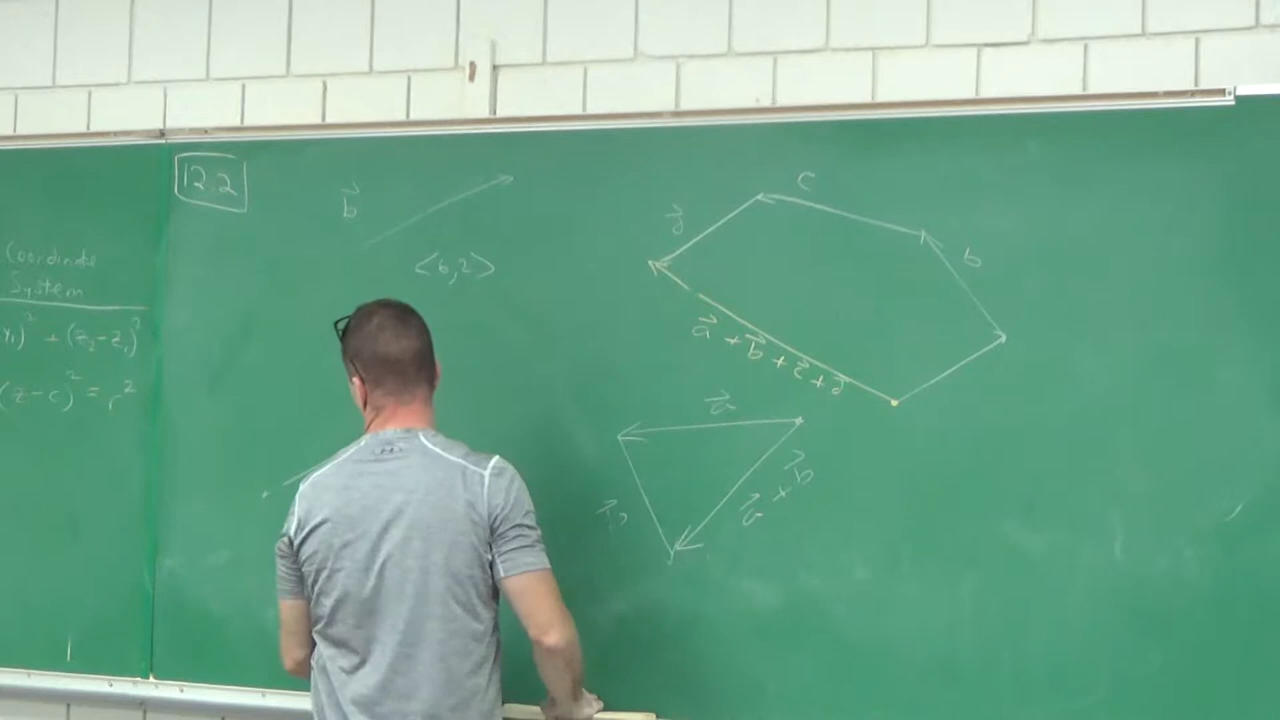 Coordinate
System
y₁)² + (z₂-z₁)²
(z-c)² = r²
12.2
b⃗
<6,2>
d⃗
c
b
a⃗ + b⃗ + c⃗ + d⃗
a⃗
b⃗
a⃗ + b⃗